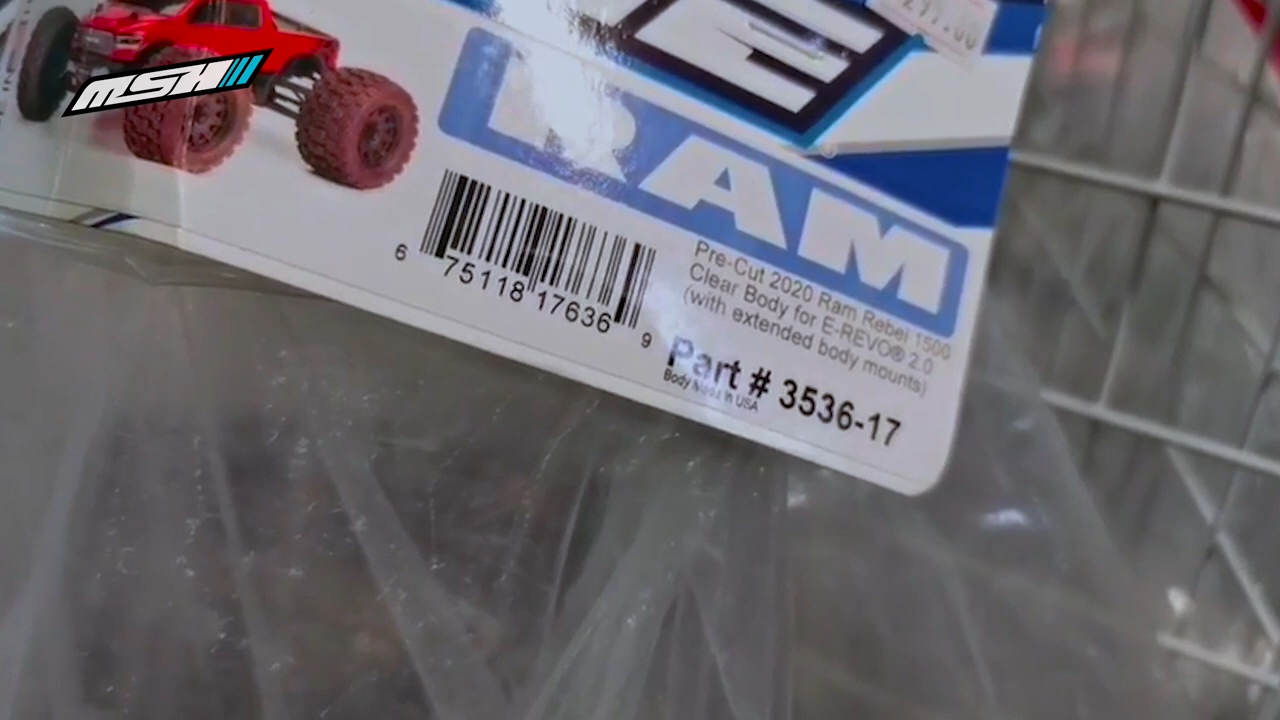 MSH
RAM
6 75118 17636 9
Pre-Cut 2020 Ram Rebel 1500
Clear Body for E-REVO® 2.0
(with extended body mounts)
Part # 3536-17
Body Made in USA